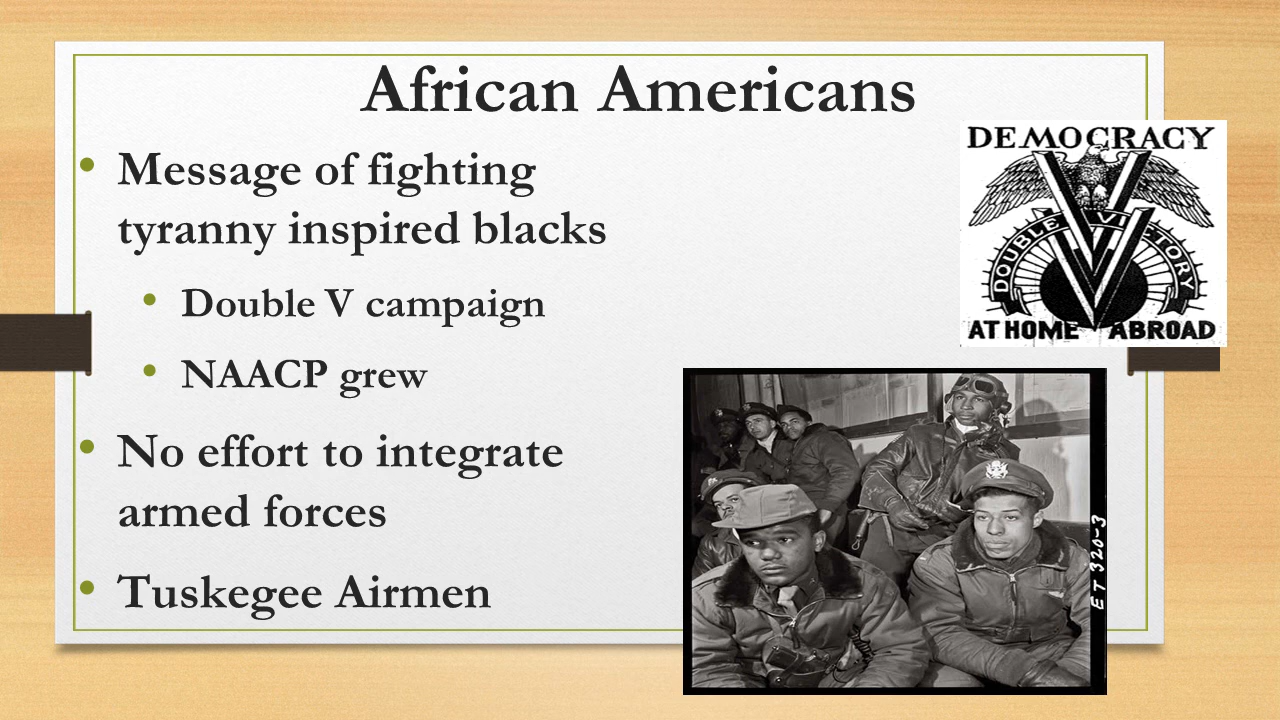 African Americans
Message of fighting
tyranny inspired blacks
Double V campaign
NAACP grew
No effort to integrate
armed forces
Tuskegee Airmen
DEMOCRACY
DOUBLE VICTORY
AT HOME ABROAD
ET 320-3